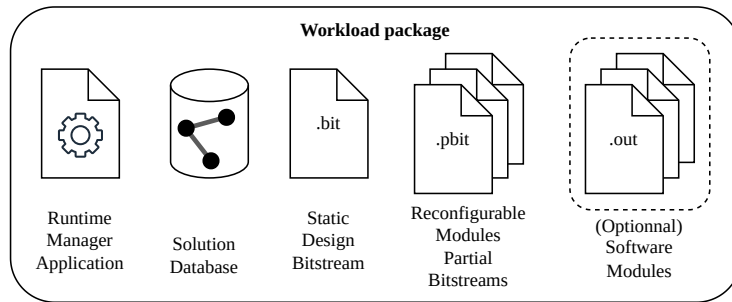 Workload package
.bit
.pbit
.out
Runtime
Manager
Application
Solution
Database
Static
Design
Bitstream
Reconfigurable
Modules
Partial
Bitstreams
(Optionnal)
Software
Modules